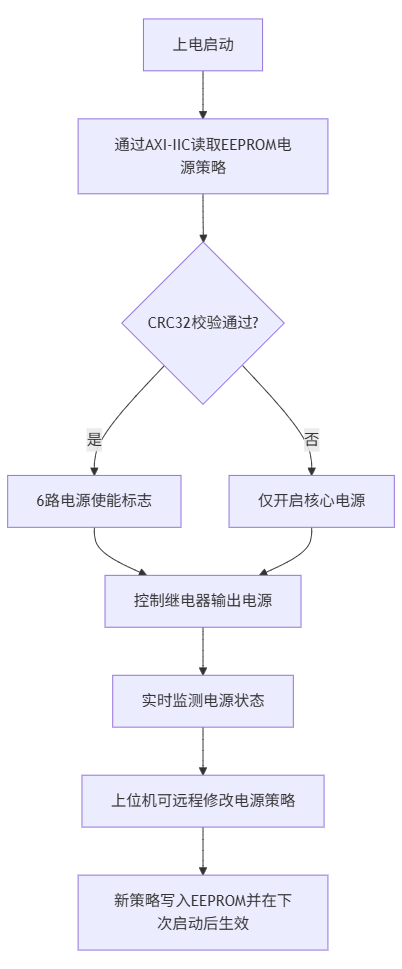 上电启动
通过AXI-IIC读取EEPROM电
源策略
CRC32校验通过?
是
否
6路电源使能标志
仅开启核心电源
控制继电器输出电源
实时监测电源状态
上位机可远程修改电源策略
新策略写入EEPROM并在下
次启动后生效